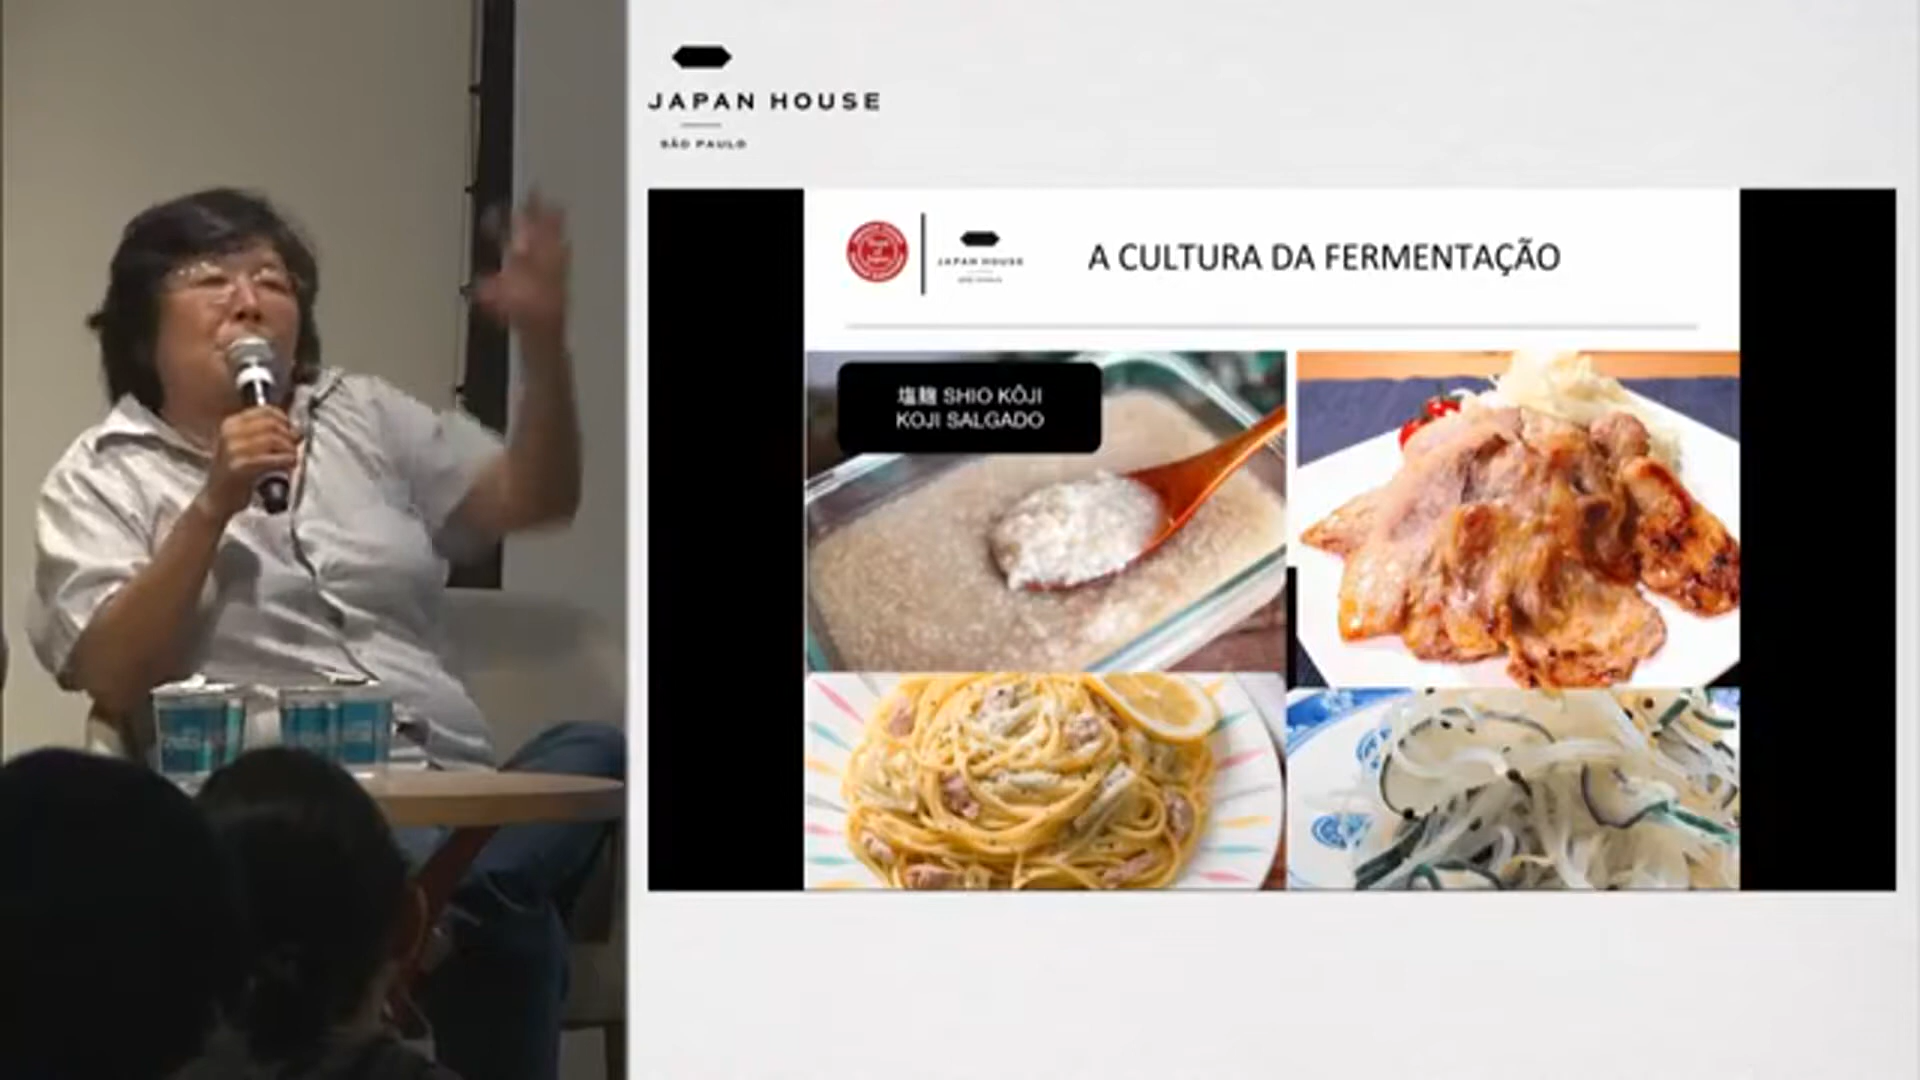 JAPAN HOUSE
SÃO PAULO
JAPAN HOUSE
A CULTURA DA FERMENTAÇÃO
塩麹 SHIO KÔJI
KOJI SALGADO